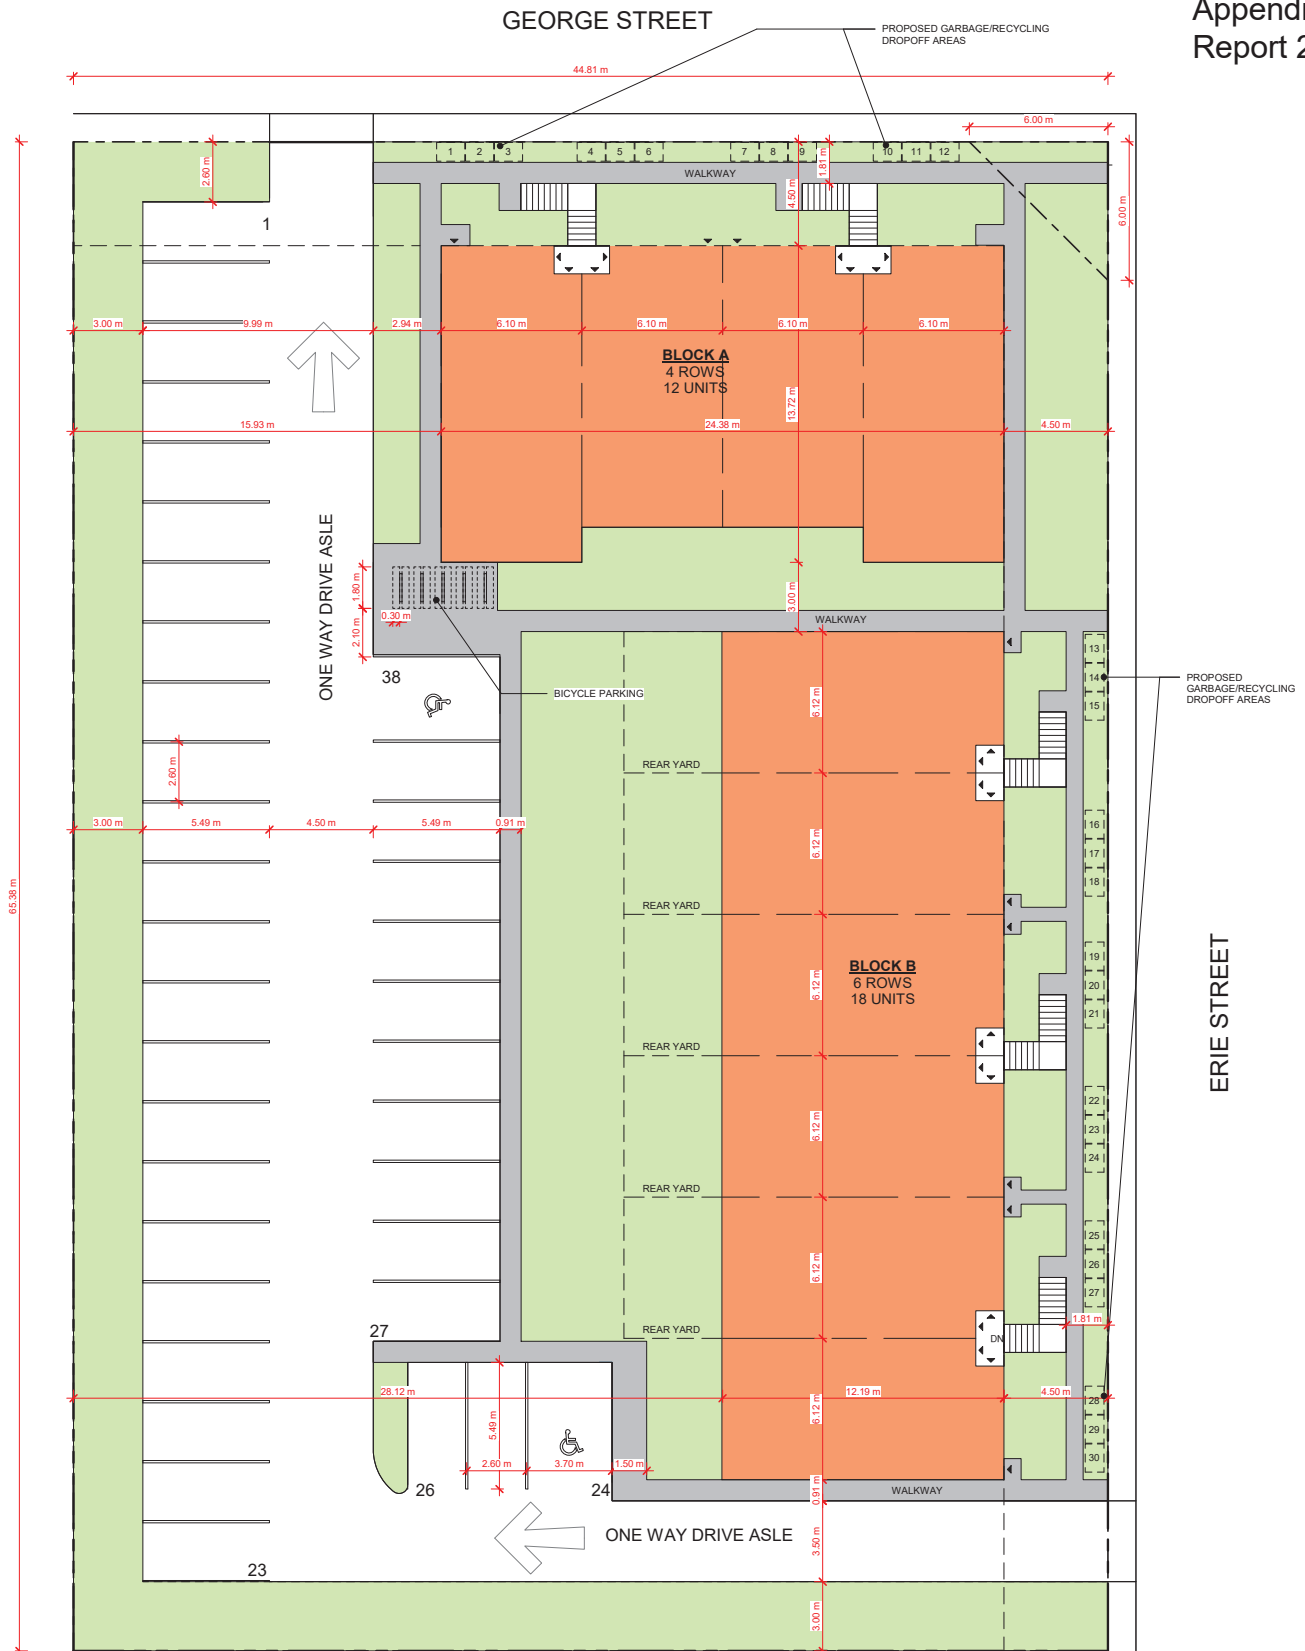 GEORGE STREET
Appendi
Report 2
PROPOSED GARBAGE/RECYCLING
DROPOFF AREAS
44.81 m
6.00 m
2.60 m
1 2 3 4 5 6 7 8 9 10 11 12
1.81 m
WALKWAY
4.50 m
6.00 m
1
3.00 m 9.99 m 2.94 m 6.10 m 6.10 m 6.10 m 6.10 m
BLOCK A
4 ROWS
12 UNITS
13.72 m
15.93 m 24.38 m 4.50 m
ONE WAY DRIVE ASLE
1.80 m
0.30 m
2.10 m
3.00 m
WALKWAY
38
BICYCLE PARKING
13
14
15
PROPOSED
GARBAGE/RECYCLING
DROPOFF AREAS
6.12 m
REAR YARD
2.60 m
3.00 m 5.49 m 4.50 m 5.49 m 0.91 m
6.12 m
16
17
18
65.38 m
REAR YARD
BLOCK B
6 ROWS
18 UNITS
6.12 m
19
20
21
ERIE STREET
REAR YARD
6.12 m
22
23
24
REAR YARD
6.12 m
25
26
27
1.81 m
27
REAR YARD
DN
28.12 m 12.19 m 4.50 m
6.12 m
28
29
30
5.49 m
2.60 m 3.70 m 1.50 m
26 24
0.91 m
WALKWAY
ONE WAY DRIVE ASLE
3.50 m
23
3.00 m